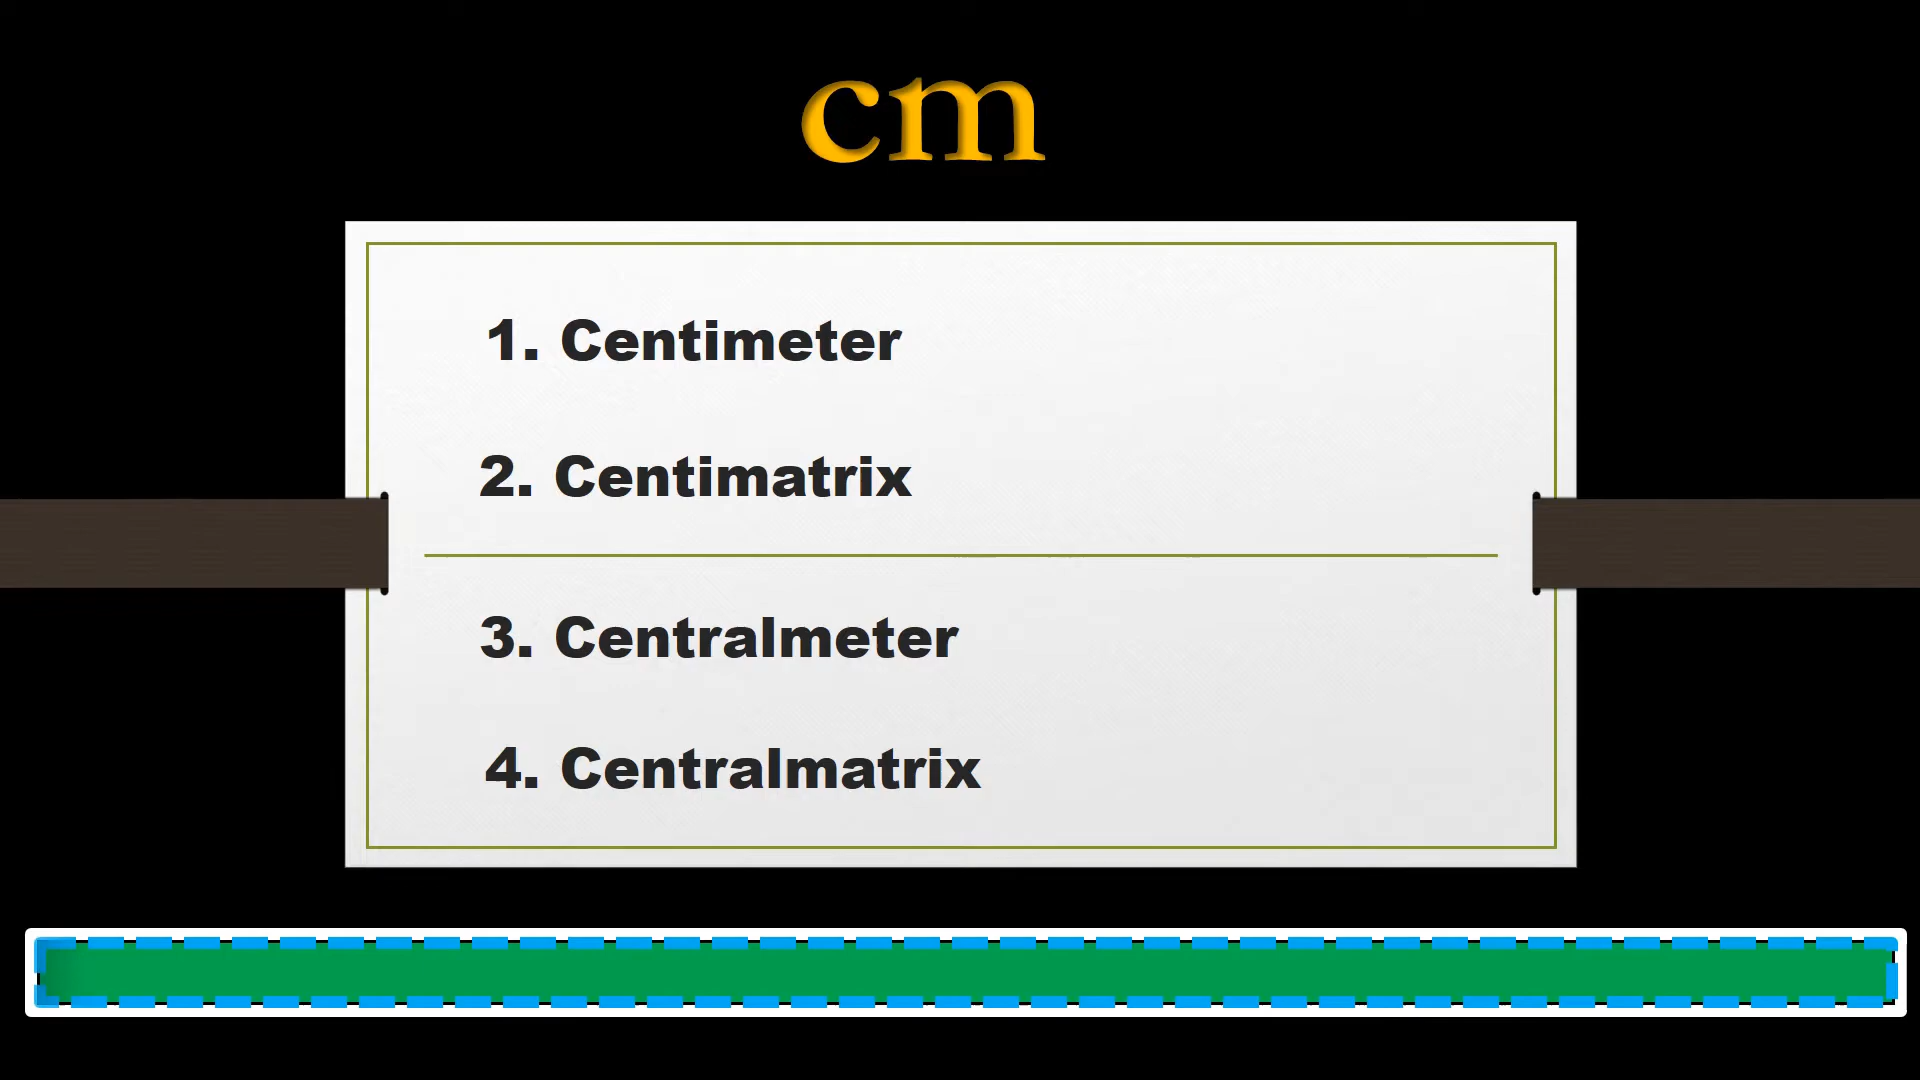 cm
1. Centimeter
2. Centimatrix
3. Centralmeter
4. Centralmatrix